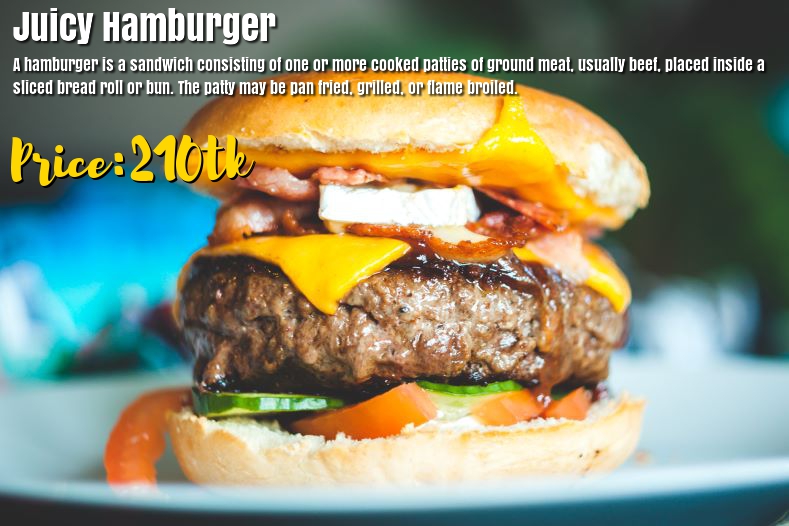 Juicy Hamburger
A hamburger is a sandwich consisting of one or more cooked patties of ground meat, usually beef, placed inside a
sliced bread roll or bun. The patty may be pan fried, grilled, or flame broiled.
Price:210tk